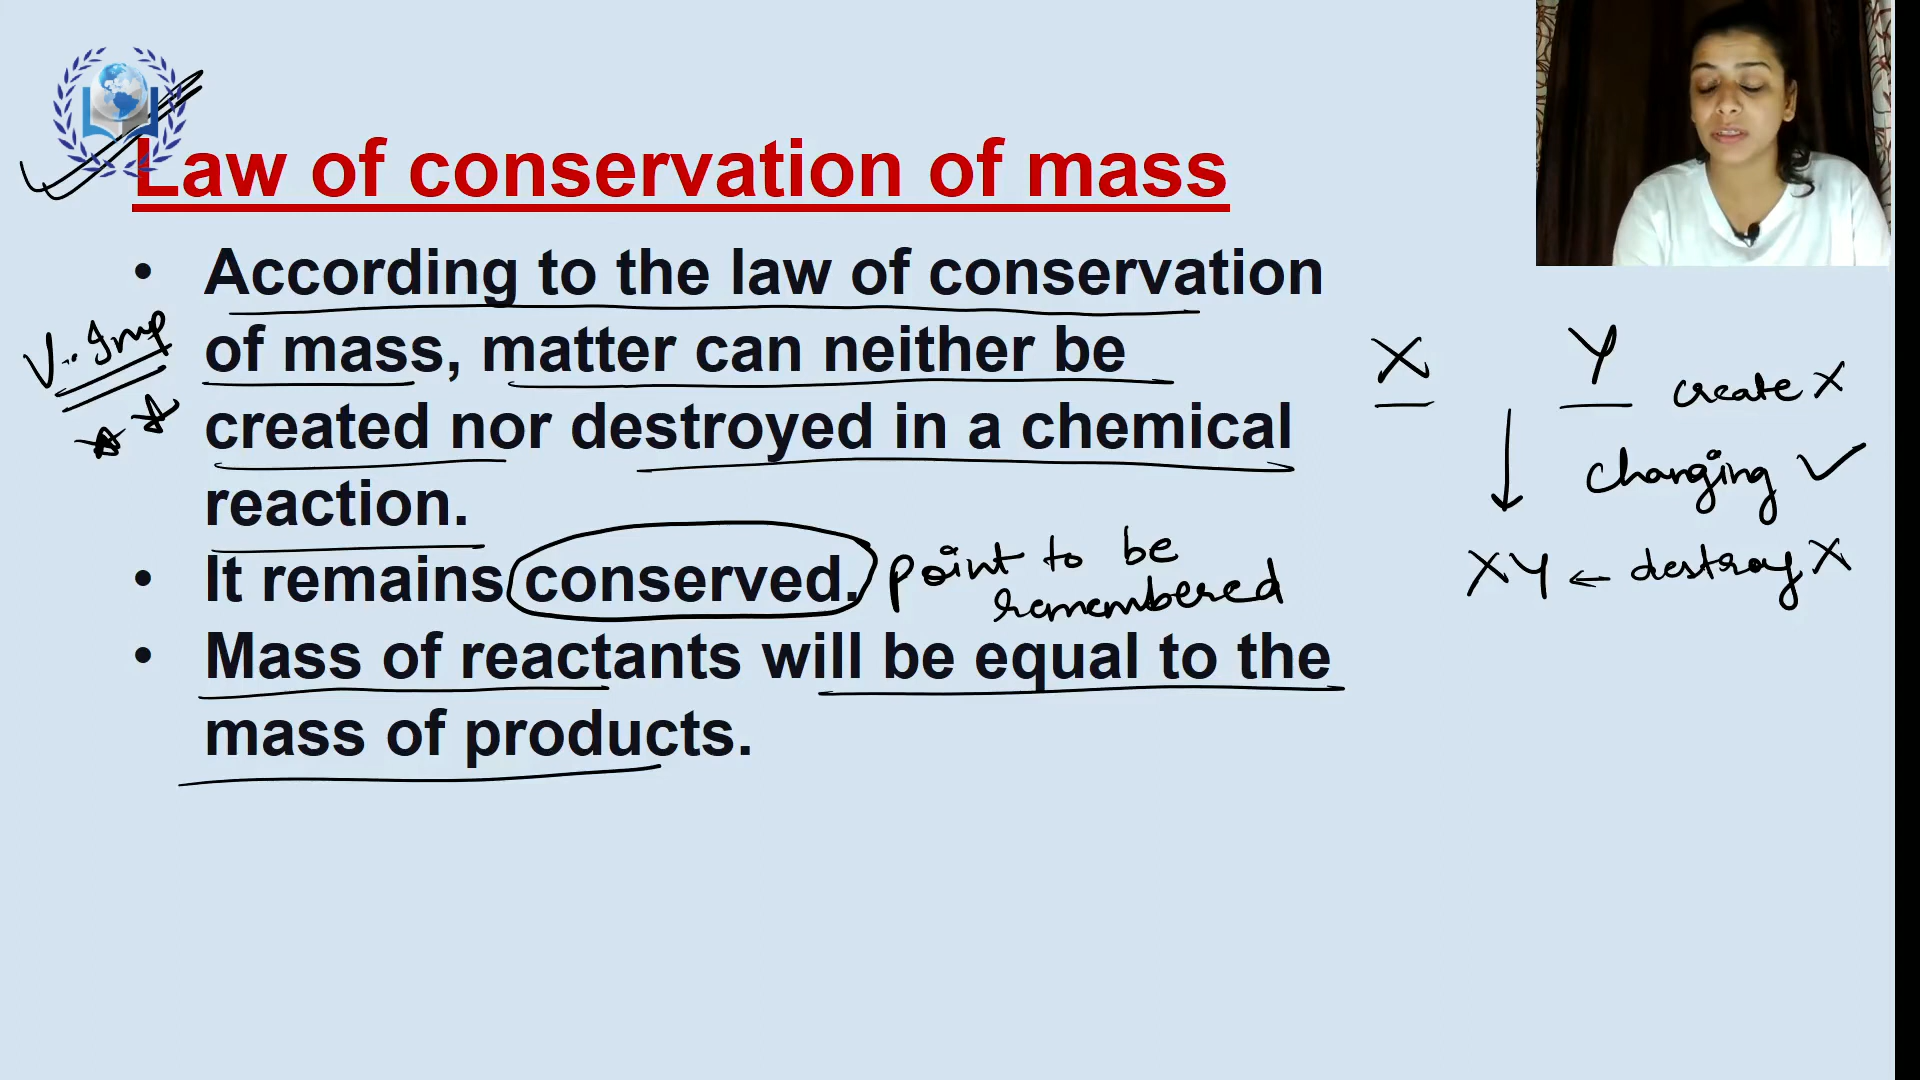 Law of conservation of mass
• According to the law of conservation
of mass, matter can neither be
created nor destroyed in a chemical
reaction.
• It remains conserved.
• Mass of reactants will be equal to the
mass of products.
V.Imp
point to be
remembered
X Y
create X
changing ✓
XY ← destroy X